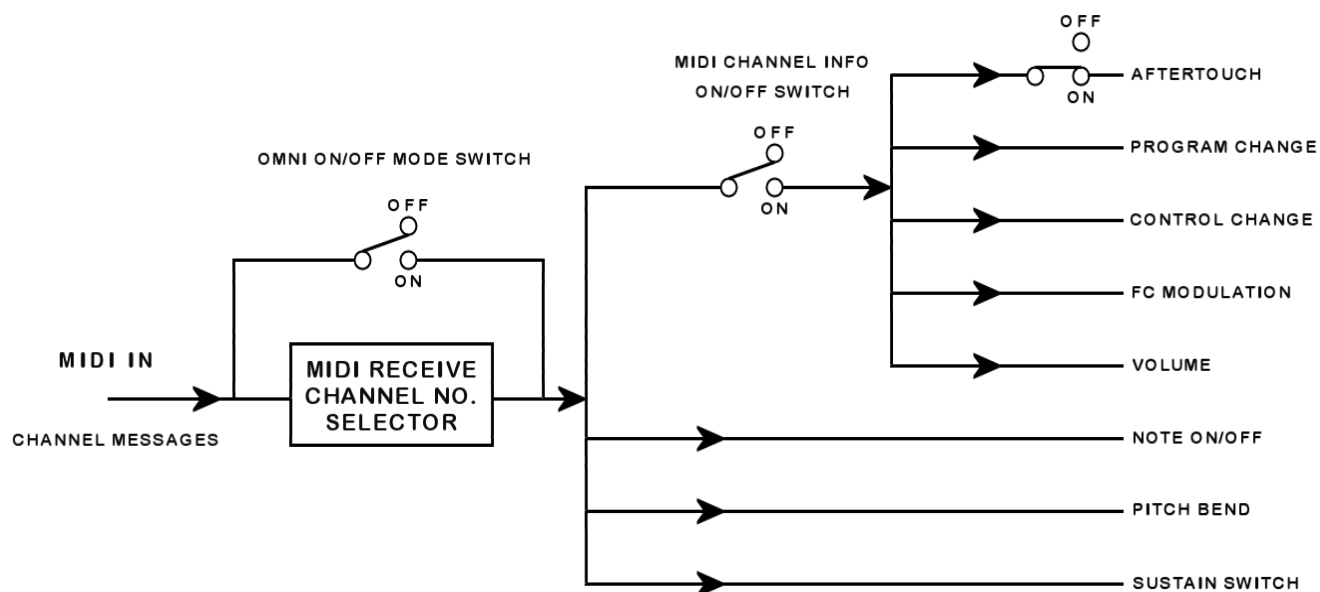 OFF
AFTERTOUCH
ON
MIDI CHANNEL INFO
ON/OFF SWITCH
OFF
ON
PROGRAM CHANGE
OMNI ON/OFF MODE SWITCH
OFF
ON
CONTROL CHANGE
FC MODULATION
MIDI IN
MIDI RECEIVE
CHANNEL NO.
SELECTOR
VOLUME
CHANNEL MESSAGES
NOTE ON/OFF
PITCH BEND
SUSTAIN SWITCH